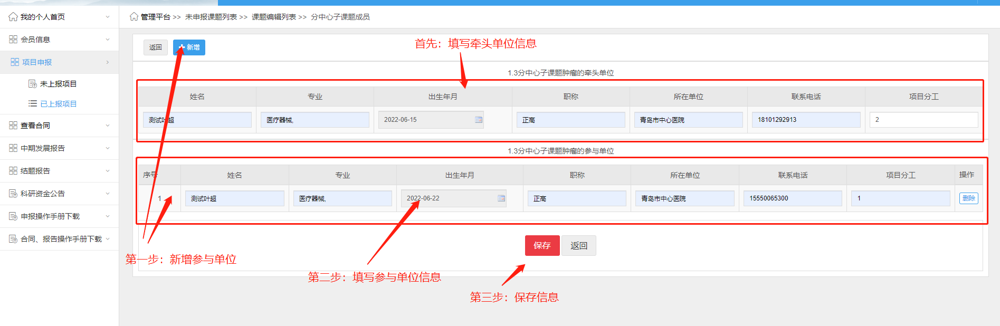 我的个人首页
会员信息
项目申报
未上报项目
已上报项目
查看合同
中期发展报告
结题报告
科研资金公告
申报操作手册下载
合同、报告操作手册下载
管理平台 >> 未申报课题列表 >> 课题编辑列表 >> 分中心子课题成员
返回 新增
首先：填写牵头单位信息
1.3分中心子课题肿瘤的牵头单位
姓名 专业 出生年月 职称 所在单位 联系电话 项目分工
测试叶超 医疗器械, 2022-06-15 正高 青岛市中心医院 18101292913 2
1.3分中心子课题肿瘤的参与单位
序号 姓名 专业 出生年月 职称 所在单位 联系电话 项目分工 操作
1 测试叶超 医疗器械, 2022-06-22 正高 青岛市中心医院 15550065300 1 删除
保存 返回
第一步：新增参与单位
第二步：填写参与单位信息
第三步：保存信息